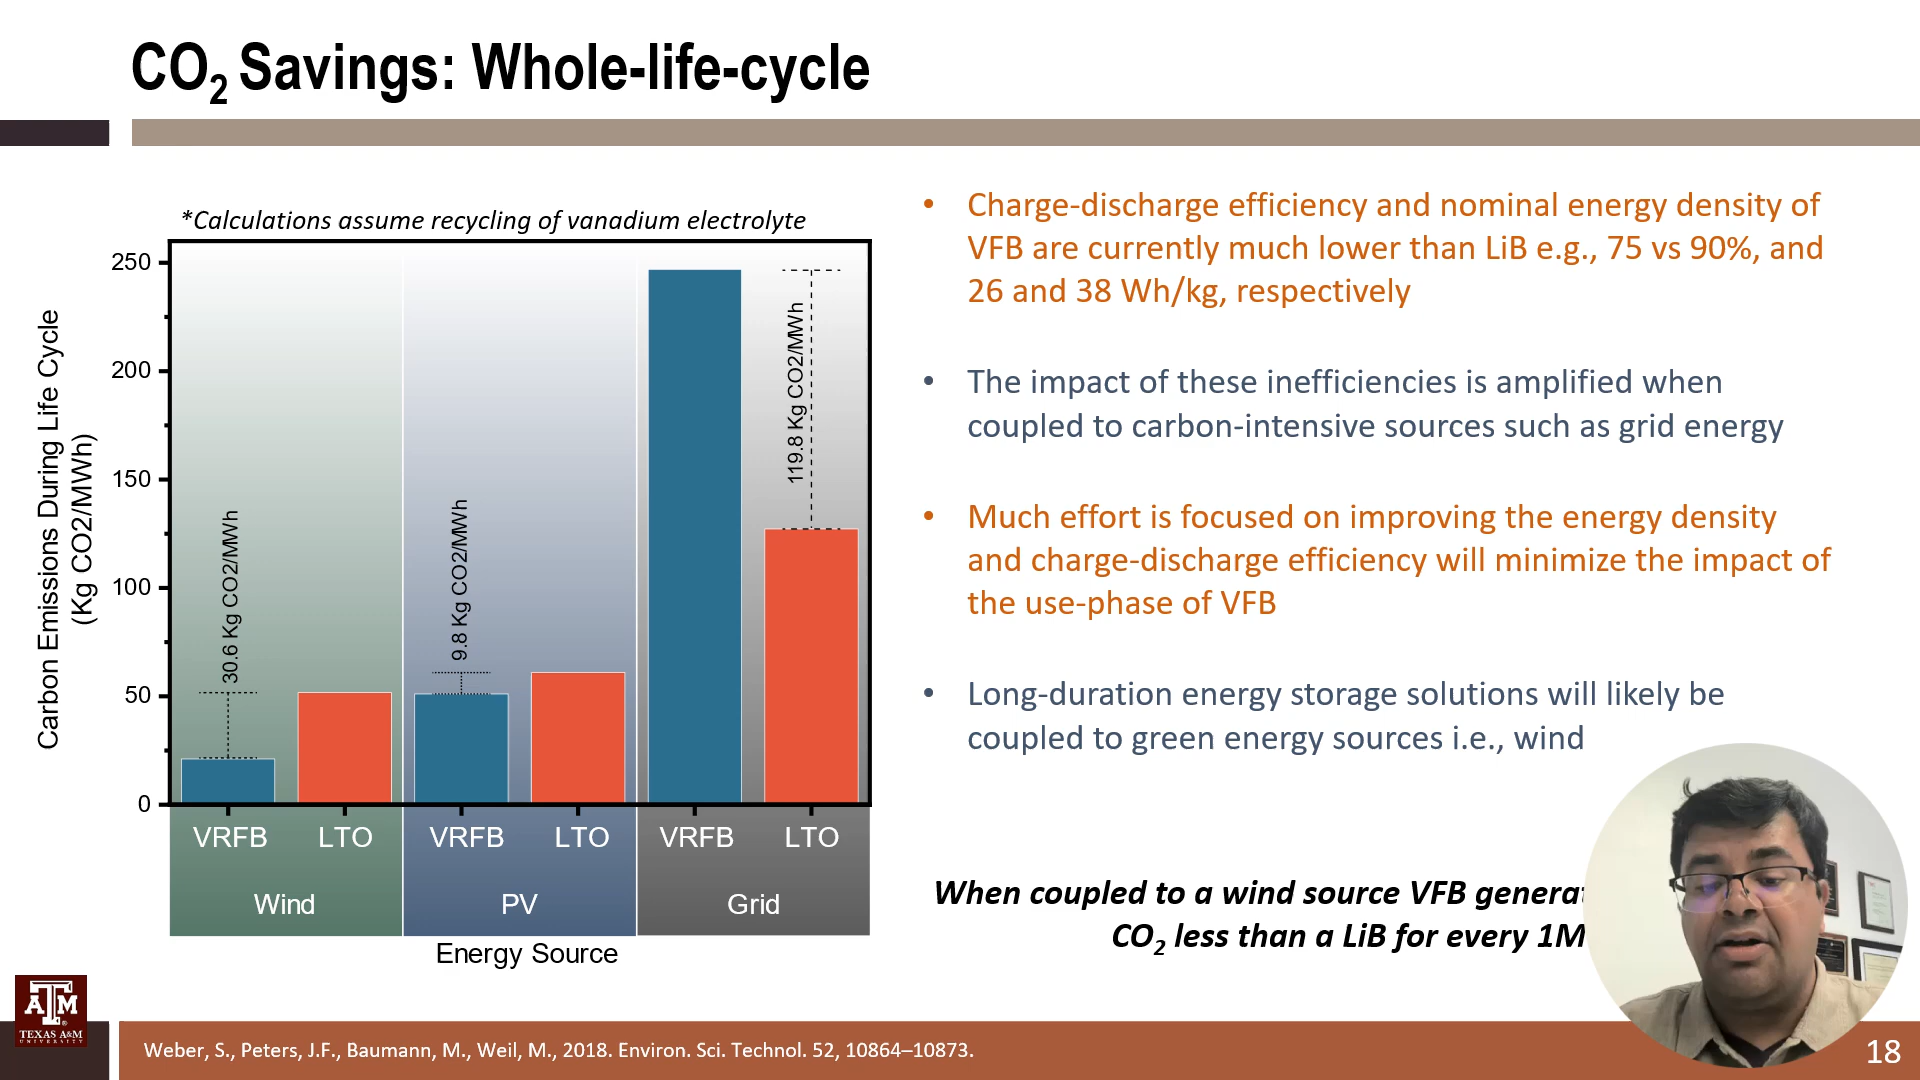 CO2 Savings: Whole-life-cycle
*Calculations assume recycling of vanadium electrolyte
Carbon Emissions During Life Cycle
(Kg CO2/MWh)
250
200
150
100
50
0
30.6 Kg CO2/MWh
9.8 Kg CO2/MWh
119.8 Kg CO2/MWh
VRFB LTO VRFB LTO VRFB LTO
Wind PV Grid
Energy Source
• Charge-discharge efficiency and nominal energy density of
VFB are currently much lower than LiB e.g., 75 vs 90%, and
26 and 38 Wh/kg, respectively
• The impact of these inefficiencies is amplified when
coupled to carbon-intensive sources such as grid energy
• Much effort is focused on improving the energy density
and charge-discharge efficiency will minimize the impact of
the use-phase of VFB
• Long-duration energy storage solutions will likely be
coupled to green energy sources i.e., wind
When coupled to a wind source VFB
CO2 less than a LiB for every
ATM
TEXAS A&M
UNIVERSITY
Weber, S., Peters, J.F., Baumann, M., Weil, M., 2018. Environ. Sci. Technol. 52, 10864–10873.
18